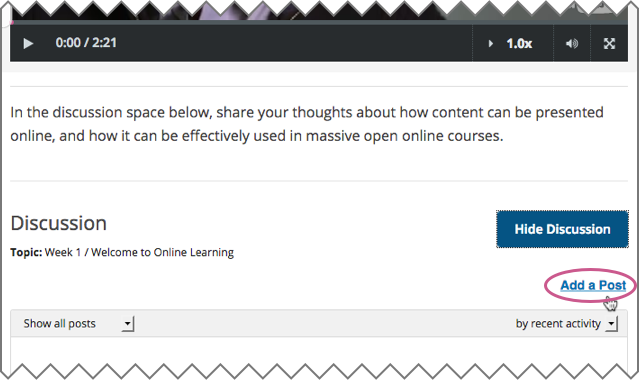 0:00 / 2:21 1.0x
In the discussion space below, share your thoughts about how content can be presented
online, and how it can be effectively used in massive open online courses.
Discussion
Hide Discussion
Topic: Week 1 / Welcome to Online Learning
Add a Post
Show all posts by recent activity